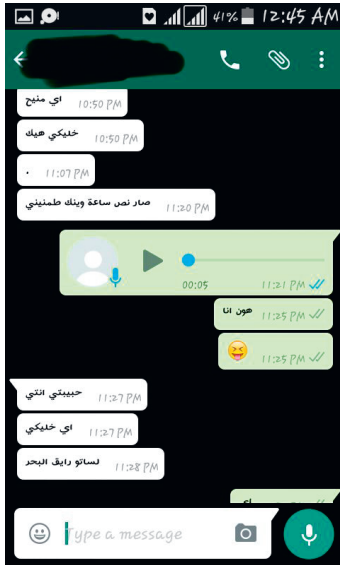 41% 12:45 AM
اي منيح 10:50 PM
خليكي هيك 10:50 PM
. 11:07 PM
صار نص ساعة وينك طمنيني 11:20 PM
00:05 11:21 PM
هون انا 11:25 PM
😝 11:25 PM
حبيبتي انتي 11:27 PM
اي خليكي 11:27 PM
لساتو رايق البحر 11:28 PM
Type a message